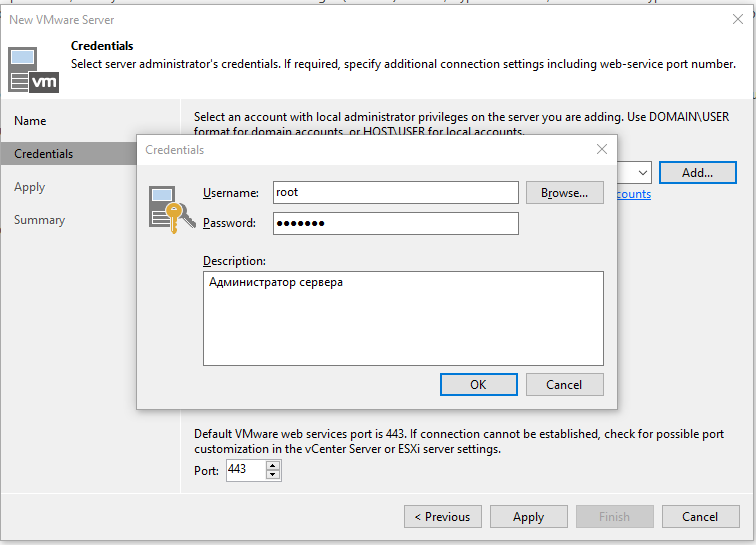 New VMware Server
Credentials
Select server administrator's credentials. If required, specify additional connection settings including web-service port number.
vm
Name
Credentials
Apply
Summary
Select an account with local administrator privileges on the server you are adding. Use DOMAIN\USER
format for domain accounts, or HOST\USER for local accounts.
Add...
counts
Credentials
Username:
root
Browse...
Password:
●●●●●●●
Description:
Администратор сервера
OK
Cancel
Default VMware web services port is 443. If connection cannot be established, check for possible port
customization in the vCenter Server or ESXi server settings.
Port:
443
< Previous
Apply
Finish
Cancel